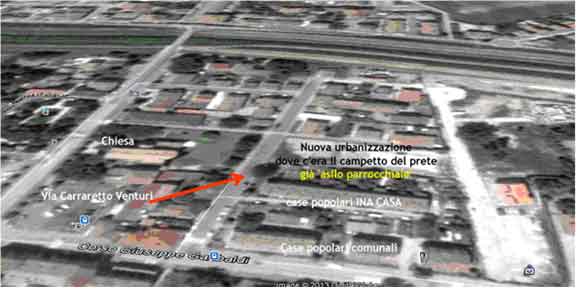 Chiesa
Nuova urbanizzazione
dove c'era il campetto del prete
già asilo parrocchiale
Via Carraretto Venturi
case popolari INA CASA
Case popolari comunali
Corso Giuseppe Garibaldi